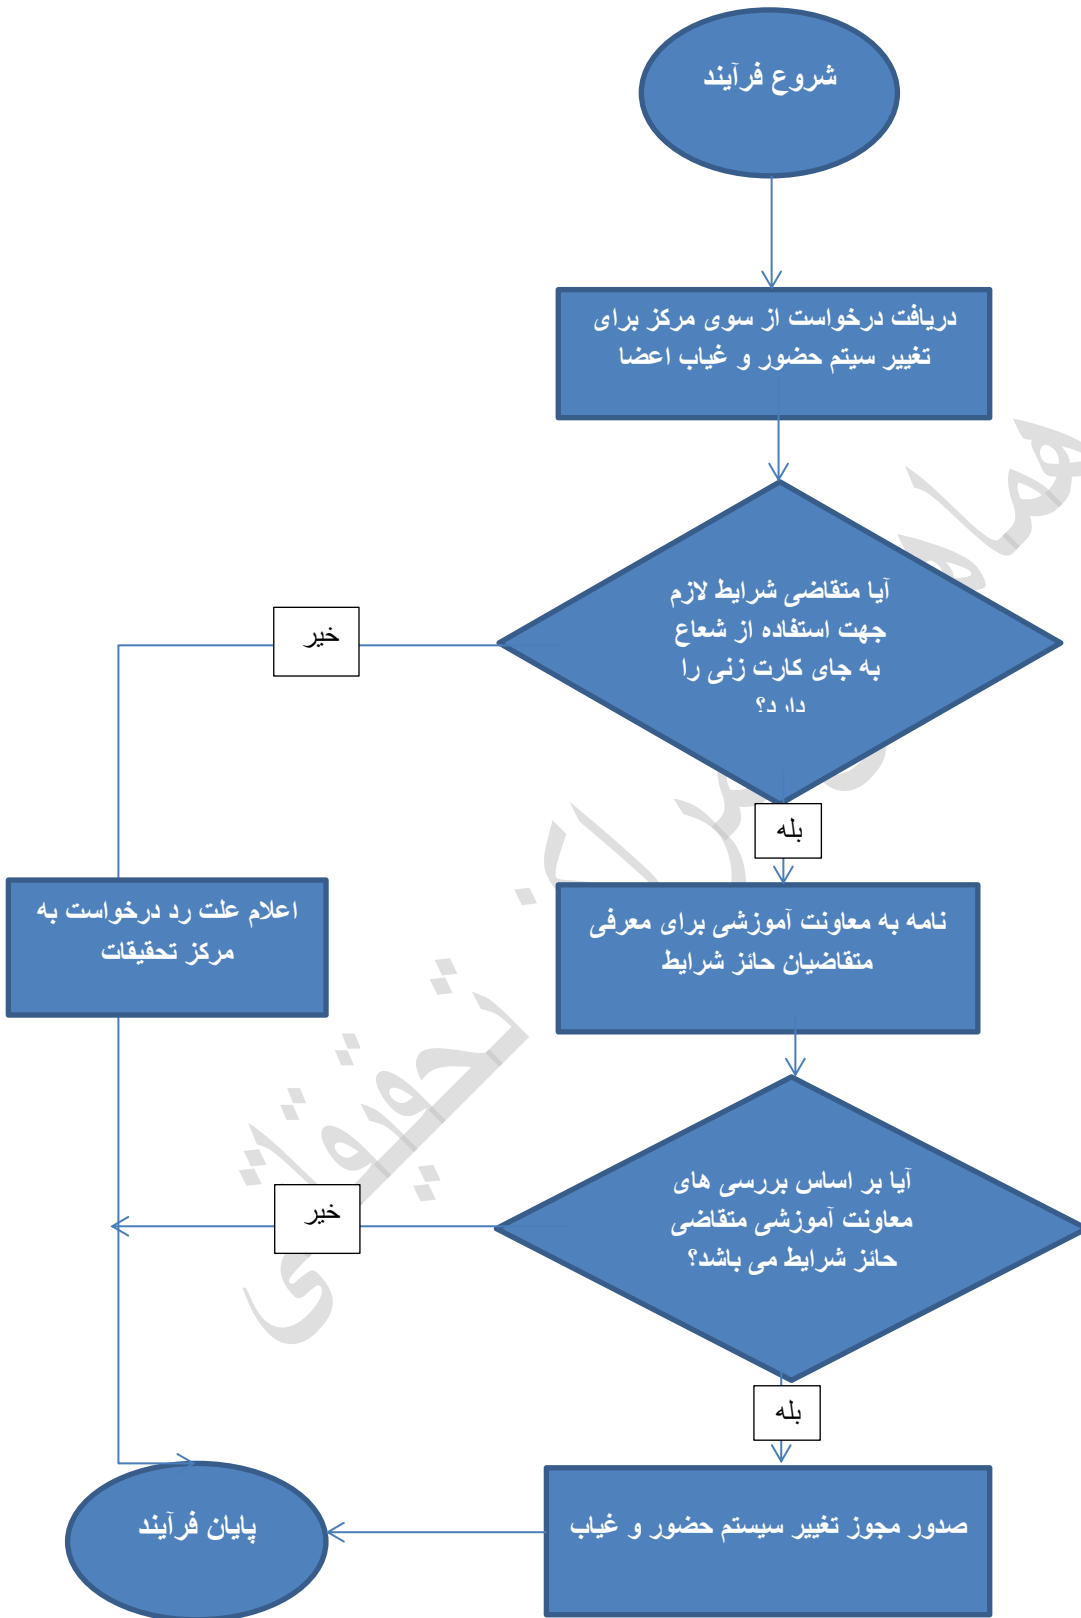 شروع فرآیند
دریافت درخواست از سوی مرکز برای
تغییر سیتم حضور و غیاب اعضا
آیا متقاضی شرایط لازم
جهت استفاده از شعاع
به جای کارت زنی را
دارد؟
خیر
بله
اعلام علت رد درخواست به
مرکز تحقیقات
نامه به معاونت آموزشی برای معرفی
متقاضیان حائز شرایط
آیا بر اساس بررسی های
معاونت آموزشی متقاضی
حائز شرایط می باشد؟
خیر
بله
صدور مجوز تغییر سیستم حضور و غیاب
پایان فرآیند